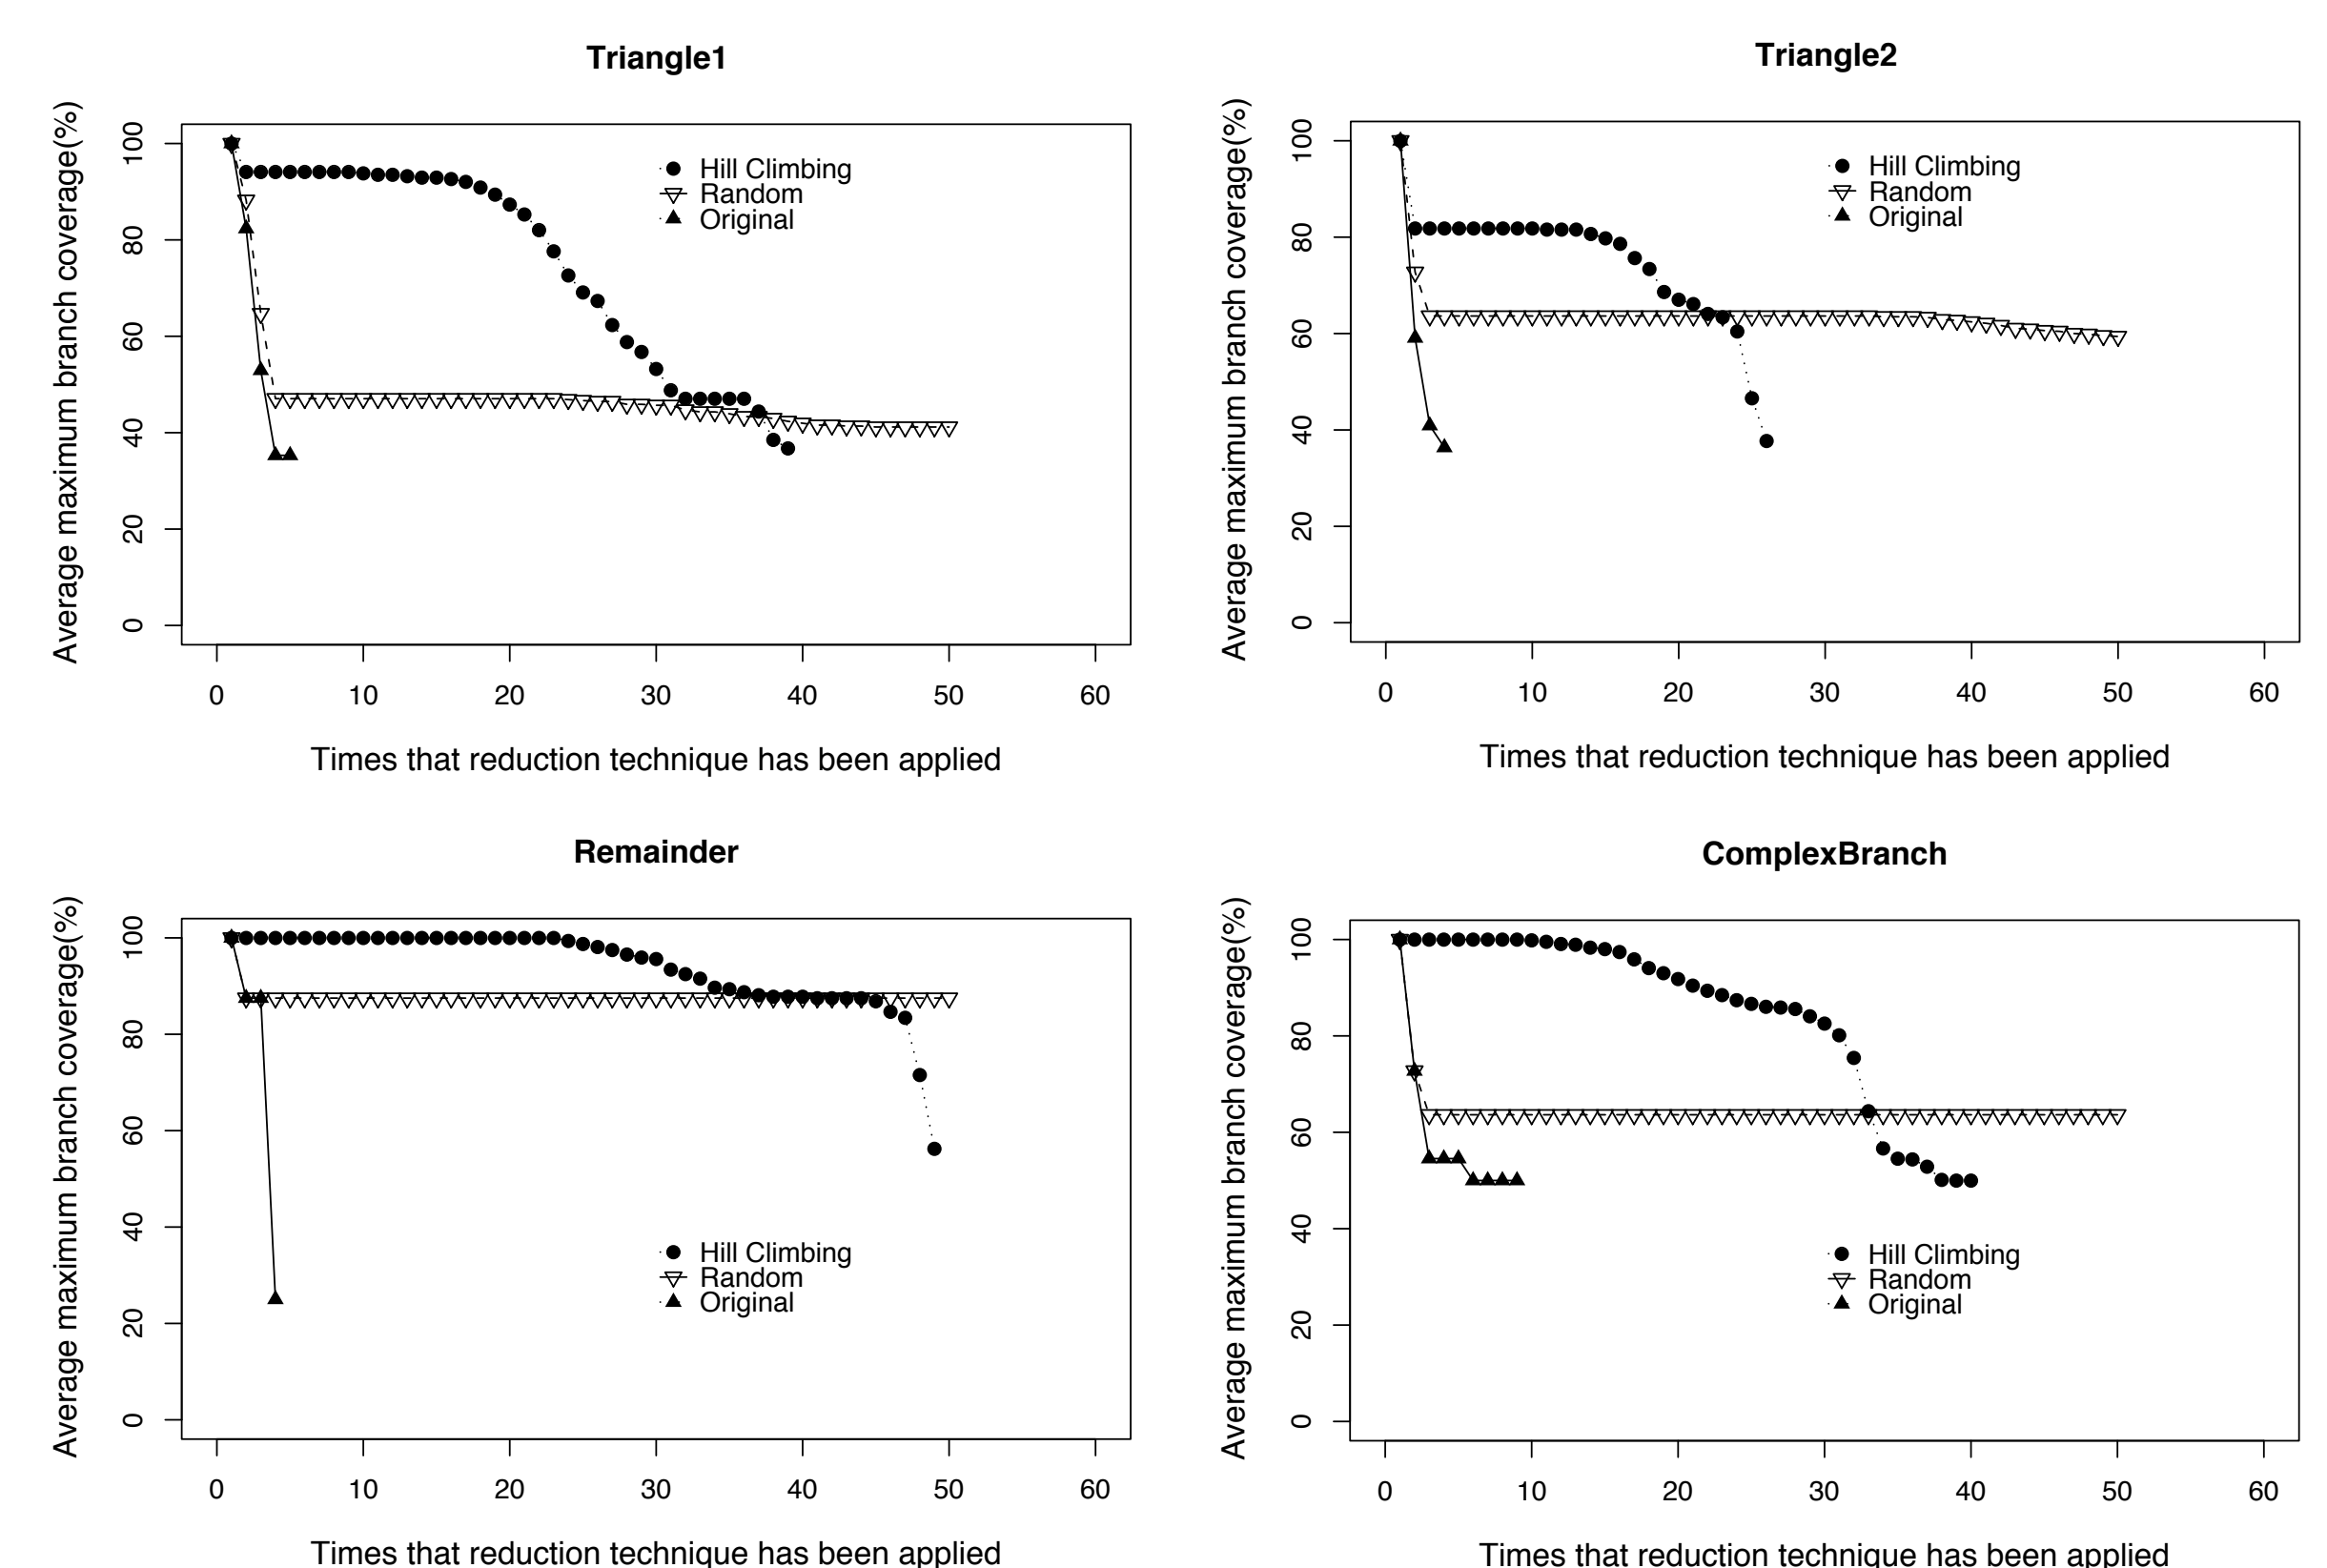 Triangle1
Average maximum branch coverage(%)
100
80
60
40
20
0
Hill Climbing
Random
Original
0 10 20 30 40 50 60
Times that reduction technique has been applied
Triangle2
Average maximum branch coverage(%)
100
80
60
40
20
0
Hill Climbing
Random
Original
0 10 20 30 40 50 60
Times that reduction technique has been applied
Remainder
Average maximum branch coverage(%)
100
80
60
40
20
0
Hill Climbing
Random
Original
0 10 20 30 40 50 60
Times that reduction technique has been applied
ComplexBranch
Average maximum branch coverage(%)
100
80
60
40
20
0
Hill Climbing
Random
Original
0 10 20 30 40 50 60
Times that reduction technique has been applied